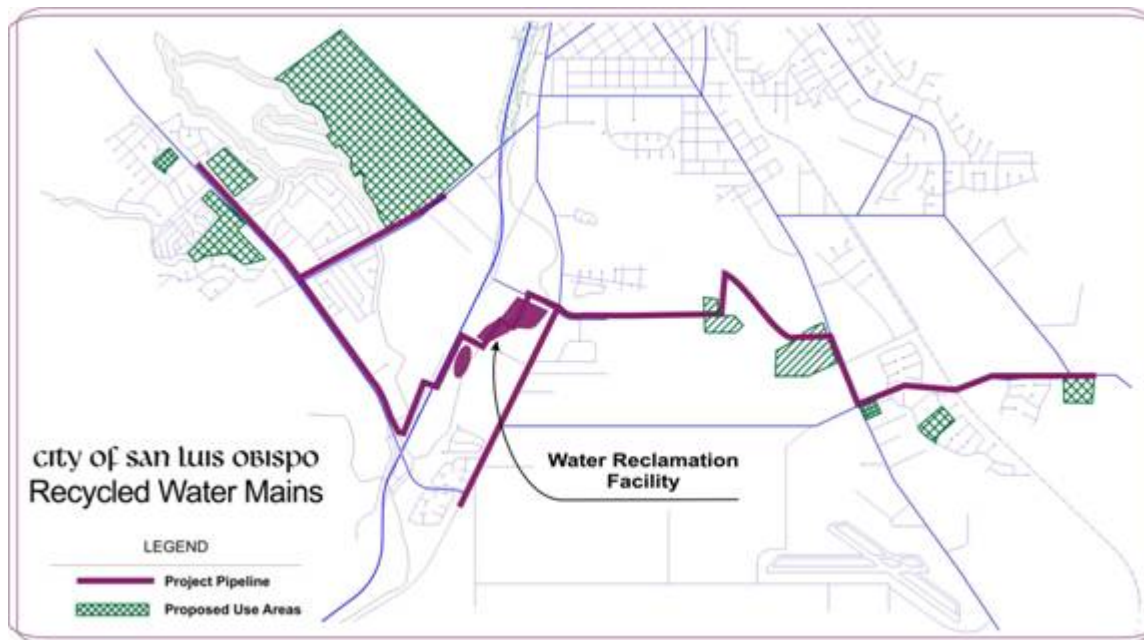 Water Reclamation
Facility
city of san luis obispo
Recycled Water Mains
LEGEND
Project Pipeline
Proposed Use Areas